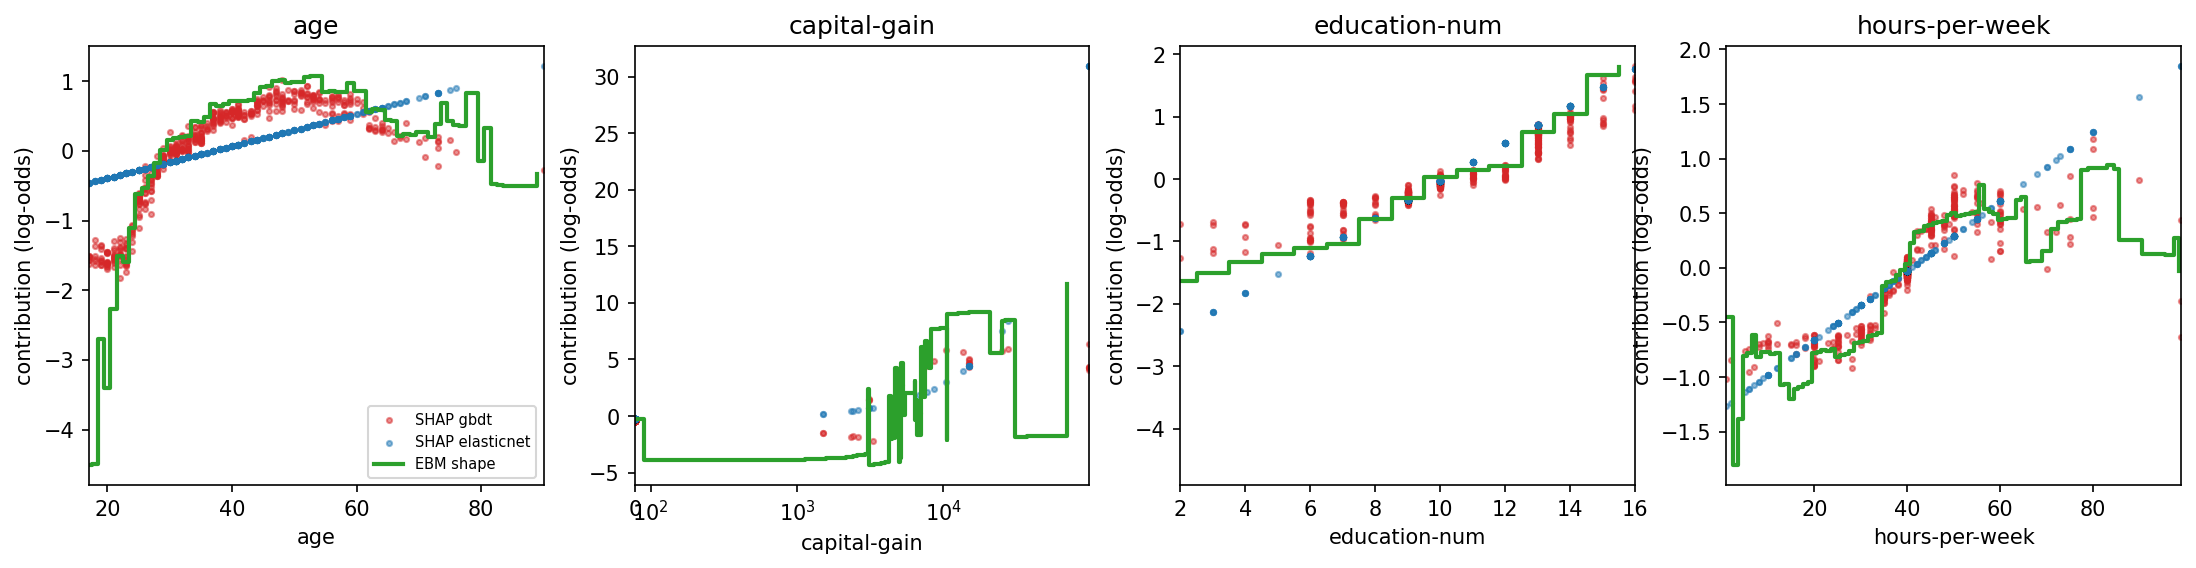 age
contribution (log-odds)
1
0
−1
−2
−3
−4
SHAP gbdt
SHAP elasticnet
EBM shape
20 40 60 80
age
capital-gain
contribution (log-odds)
30
25
20
15
10
5
0
−5
0 10² 10³ 10⁴
capital-gain
education-num
contribution (log-odds)
2
1
0
−1
−2
−3
−4
2 4 6 8 10 12 14 16
education-num
hours-per-week
contribution (log-odds)
2.0
1.5
1.0
0.5
0.0
−0.5
−1.0
−1.5
20 40 60 80
hours-per-week